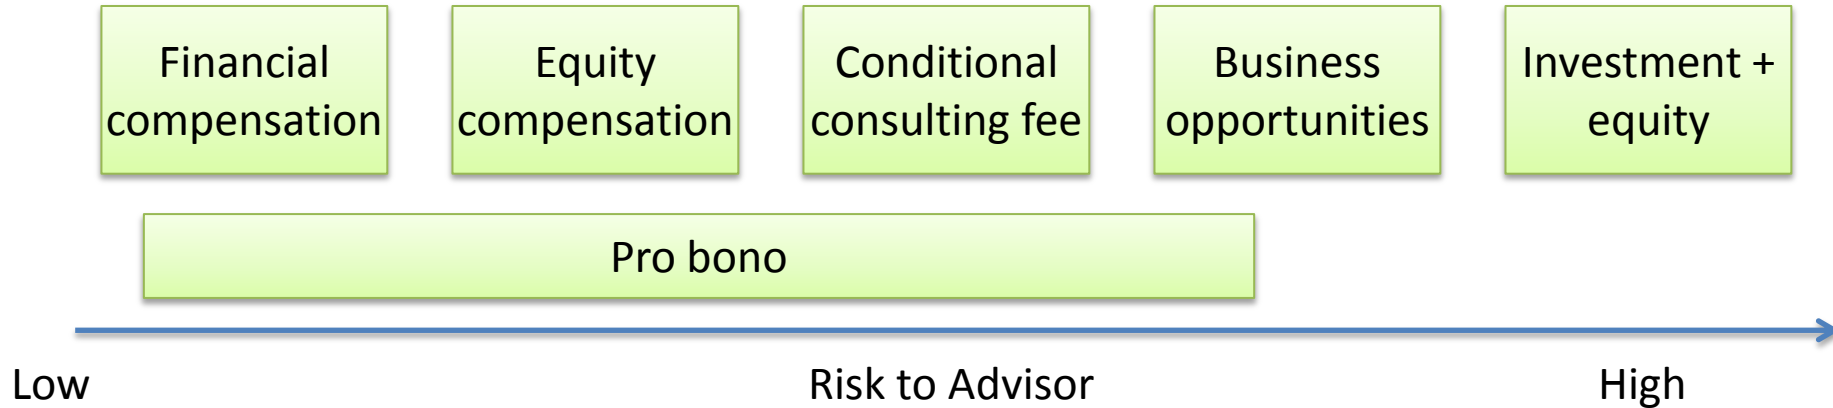 Financial
compensation
Equity
compensation
Conditional
consulting fee
Business
opportunities
Investment +
equity
Pro bono
Low
Risk to Advisor
High